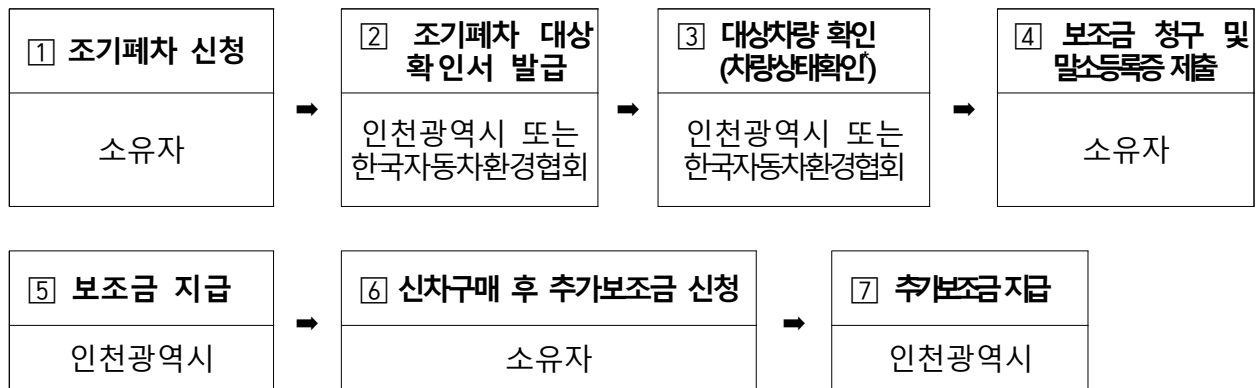 1 조기폐차 신청
소유자
➡
2 조기폐차 대상
확인서 발급
인천광역시 또는
한국자동차환경협회
➡
3 대상차량 확인
(차량상태확인*)
인천광역시 또는
한국자동차환경협회
➡
4 보조금 청구 및
말소등록증 제출
소유자
5 보조금 지급
인천광역시
➡
6 신차구매 후 추가보조금 신청
소유자
➡
7 추가보조금 지급
인천광역시